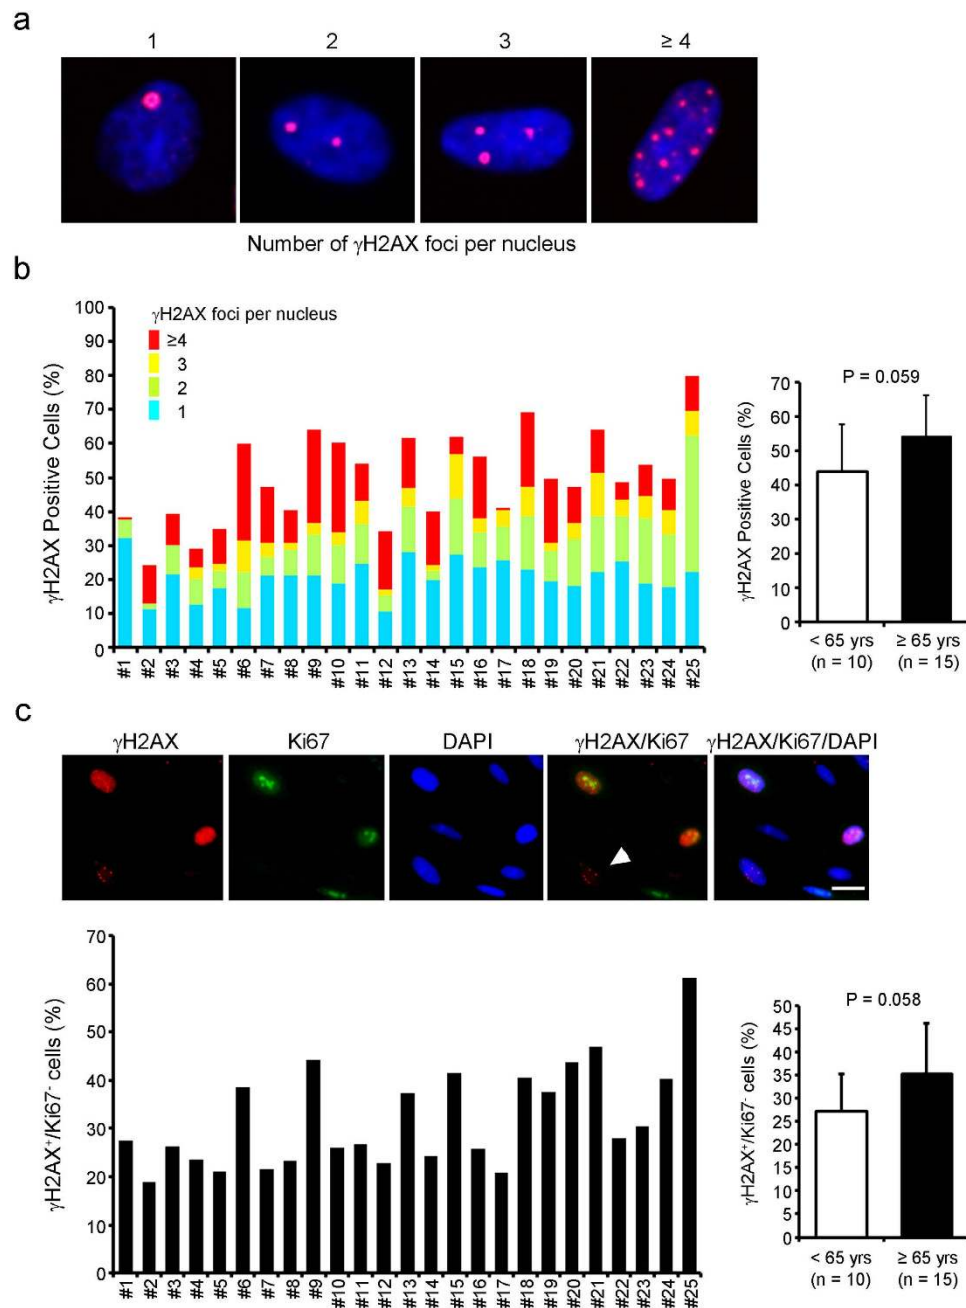 a
1 2 3 ≥ 4
Number of γH2AX foci per nucleus
b
γH2AX Positive Cells (%)
100
90
80
70
60
50
40
30
20
10
0
γH2AX foci per nucleus
≥4
3
2
1
#1 #2 #3 #4 #5 #6 #7 #8 #9 #10 #11 #12 #13 #14 #15 #16 #17 #18 #19 #20 #21 #22 #23 #24 #25
P = 0.059
γH2AX Positive Cells (%)
70
60
50
40
30
20
10
0
< 65 yrs ≥ 65 yrs
(n = 10) (n = 15)
c
γH2AX Ki67 DAPI γH2AX/Ki67 γH2AX/Ki67/DAPI
γH2AX⁺/Ki67⁻ cells (%)
70
60
50
40
30
20
10
0
#1 #2 #3 #4 #5 #6 #7 #8 #9 #10 #11 #12 #13 #14 #15 #16 #17 #18 #19 #20 #21 #22 #23 #24 #25
P = 0.058
γH2AX⁺/Ki67⁻ cells (%)
50
45
40
35
30
25
20
15
10
5
0
< 65 yrs ≥ 65 yrs
(n = 10) (n = 15)